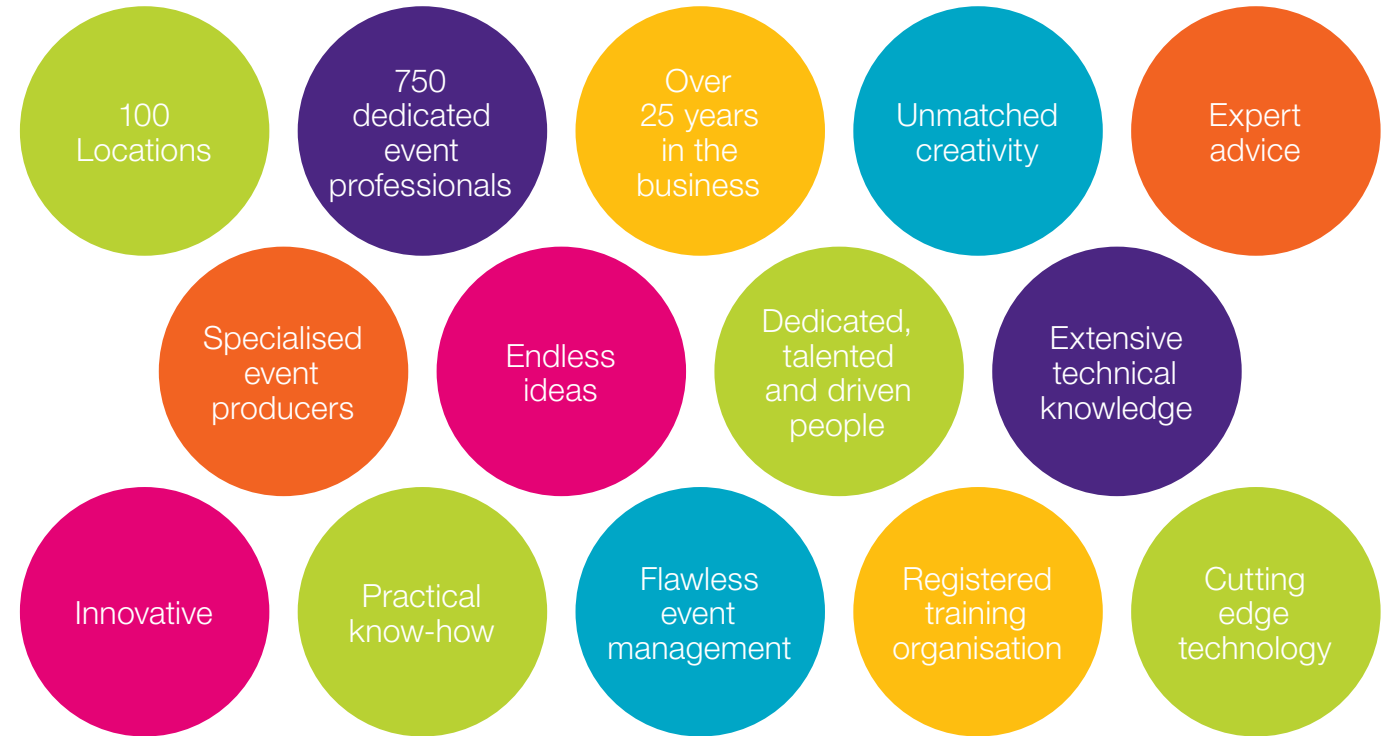 100
Locations
750
dedicated
event
professionals
Over
25 years
in the
business
Unmatched
creativity
Expert
advice
Specialised
event
producers
Endless
ideas
Dedicated,
talented
and driven
people
Extensive
technical
knowledge
Innovative
Practical
know-how
Flawless
event
management
Registered
training
organisation
Cutting
edge
technology